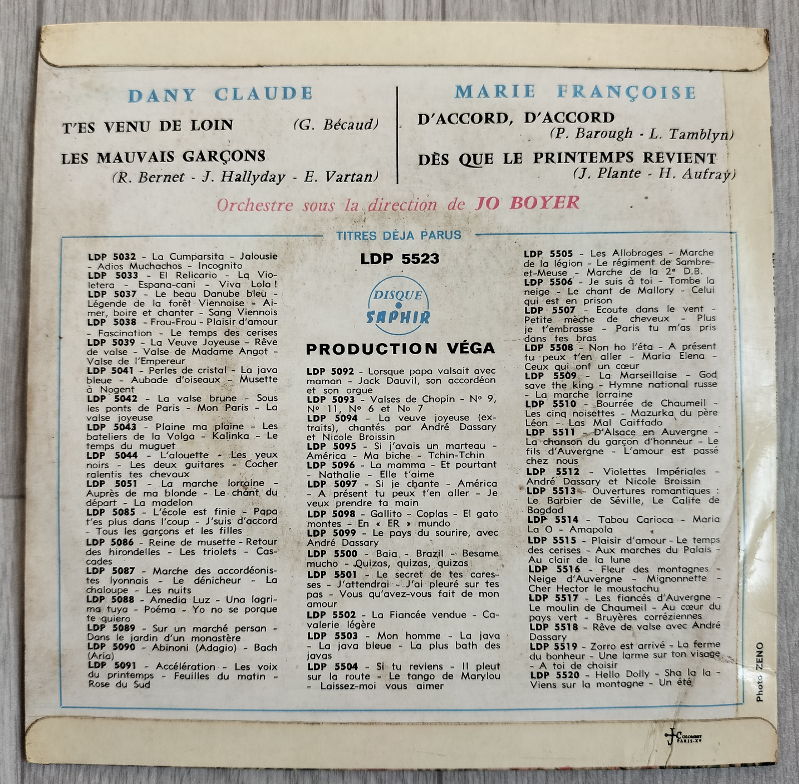 DANY CLAUDE
T'ES VENU DE LOIN (G. Bécaud)
LES MAUVAIS GARÇONS
(R. Bernet - J. Hallyday - E. Vartan)
MARIE FRANÇOISE
D'ACCORD, D'ACCORD
(P. Barough - L. Tamblyn)
DÈS QUE LE PRINTEMPS REVIENT
(J. Plante - H. Aufray)
Orchestre sous la direction de JO BOYER
TITRES DÉJA PARUS
LDP 5032 - La Cumparsita - Jalousie
- Adios Muchachos - Incognito
LDP 5033 - El Relicario - La Vio-
letera - Espana-cani - Viva Lola !
LDP 5037 - Le beau Danube bleu -
Légende de la forêt Viennoise - Ai-
mer, boire et chanter - Sang Viennois
LDP 5038 - Frou-Frou - Plaisir d'amour
- Fascination - Le temps des cerises
LDP 5039 - La Veuve Joyeuse - Rêve
de valse - Valse de Madame Angot -
Valse de l'Empereur
LDP 5041 - Perles de cristal - La java
bleue - Aubade d'oiseaux - Musette
à Nogent
LDP 5042 - La valse brune - Sous
les ponts de Paris - Mon Paris - La
valse joyeuse
LDP 5043 - Plaine ma plaine - Les
bateliers de la Volga - Kalinka - Le
temps du muguet
LDP 5044 - L'alouette - Les yeux
noirs - Les deux guitares - Cocher
ralentis tes chevaux
LDP 5051 - La marche lorraine -
Auprès de ma blonde - Le chant du
départ - La madelon
LDP 5085 - L'école est finie - Papa
t'es plus dans l'coup - J'suis d'accord
- Tous les garçons et les filles
LDP 5086 - Reine de musette - Retour
des hirondelles - Les triolets - Cas-
cades
LDP 5087 - Marche des accordéonis-
tes lyonnais - Le dénicheur - La
chaloupe - Les nuits
LDP 5088 - Amedia Luz - Una lagri-
ma tuya - Poéma - Yo no se porque
te quiero
LDP 5089 - Sur un marché persan -
Dans le jardin d'un monastère
LDP 5090 - Abinoni (Adagio) - Bach
(Aria)
LDP 5091 - Accélération - Les voix
du printemps - Feuilles du matin -
Rose du Sud
LDP 5523
DISQUE
SAPHIR
PRODUCTION VÉGA
LDP 5092 - Lorsque papa valsait avec
maman - Jack Dauvil, son accordéon
et son orgue
LDP 5093 - Valses de Chopin - N° 9,
N° 11, N° 6 et No 7
LDP 5094 - La veuve joyeuse (ex-
traits), chantés par André Dassary
et Nicole Broissin
LDP 5095 - Si j'avais un marteau -
América - Ma biche - Tchin-Tchin
LDP 5096 - La mamma - Et pourtant
- Nathalie - Elle t'aime
LDP 5097 - Si je chante - América
- A présent tu peux t'en aller - Je
veux prendre ta main
LDP 5098 - Gallito - Coplas - El gato
montes - En « ER » mundo
LDP 5099 - Le pays du sourire, avec
André Dassary
LDP 5500 - Baia - Brazil - Besame
mucho - Quizas, quizas, quizas
LDP 5501 - Le secret de tes cares-
ses - J'attendrai - J'ai pleuré sur tes
pas - Vous qu'avez-vous fait de mon
amour
LDP 5502 - La Fiancée vendue - Ca-
valerie légère
LDP 5503 - Mon homme - La java
- La java bleue - La plus bath des
javas
LDP 5504 - Si tu reviens - Il pleut
sur la route - Le tango de Marylou
- Laissez-moi vous aimer
LDP 5505 - Les Allobroges - Marche
de la légion - Le régiment de Sambre-
et-Meuse - Marche de la 2e D.B.
LDP 5506 - Je suis à toi - Tombe la
neige - Le chant de Mallory - Celui
qui est en prison
LDP 5507 - Ecoute dans le vent -
Petite mèche de cheveux - Plus
je t'embrasse - Paris tu m'as pris
dans tes bras
LDP 5508 - Non ho l'éta - A présent
tu peux t'en aller - Maria Elena -
Ceux qui ont un cœur
LDP 5509 - La Marseillaise - God
save the king - Hymne national russe
- La marche lorraine
LDP 5510 - Bourrée de Chaumeil -
Les cinq noisettes - Mazurka du père
Léon - Las Mal Caiffado
LDP 5511 - D'Alsace en Auvergne -
La chanson du garçon d'honneur - Le
fils d'Auvergne - L'amour est passé
chez nous
LDP 5512 - Violettes Impériales -
André Dassary et Nicole Broissin
LDP 5513 - Ouvertures romantiques :
Le Barbier de Séville, Le Calife de
Bagdad
LDP 5514 - Tabou Carioca - Maria
La O - Amapola
LDP 5515 - Plaisir d'amour - Le temps
des cerises - Aux marches du Palais -
Au clair de la lune
LDP 5516 - Fleur des montagnes -
Neige d'Auvergne - Mignonnette -
Cher Hector le moustachu
LDP 5517 - Les fiancés d'Auvergne -
Le moulin de Chaumeil - Au cœur du
pays vert - Bruyères corréziennes
LDP 5518 - Rêve de valse avec André
Dassary
LDP 5519 - Zorro est arrivé - La ferme
du bonheur - Une larme sur ton visage
- A toi de choisir
LDP 5520 - Hello Dolly - Sha la la -
Viens sur la montagne - Un été
Photo ZENO
J. COLOMBET
PARIS-XV